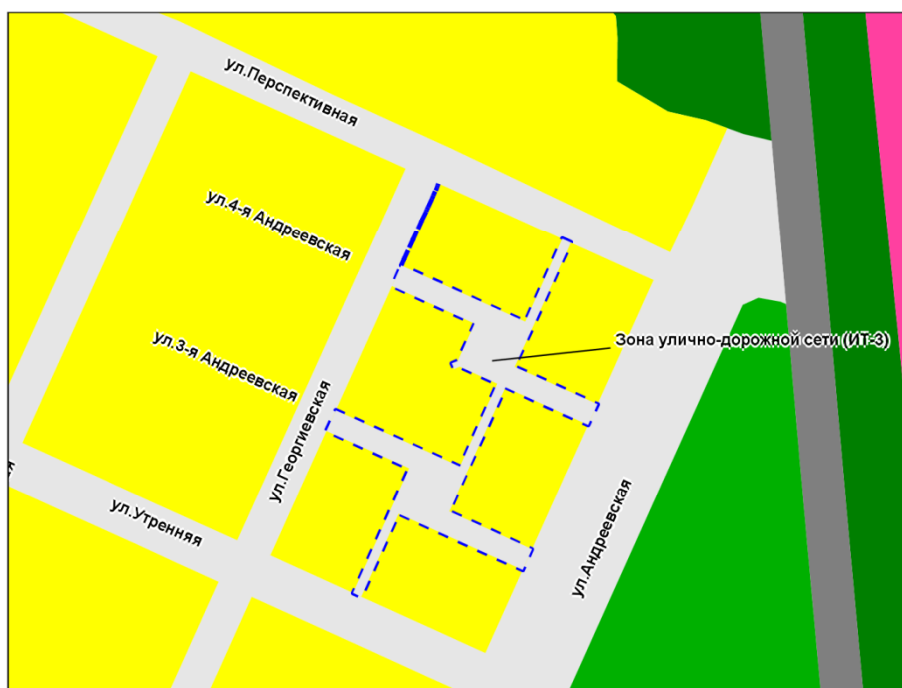 ул.Перспективная
ул.4-я Андреевская
Зона улично-дорожной сети (ИТ-3)
ул.3-я Андреевская
ул.Георгиевская
ул.Утренняя
ул.Андреевская